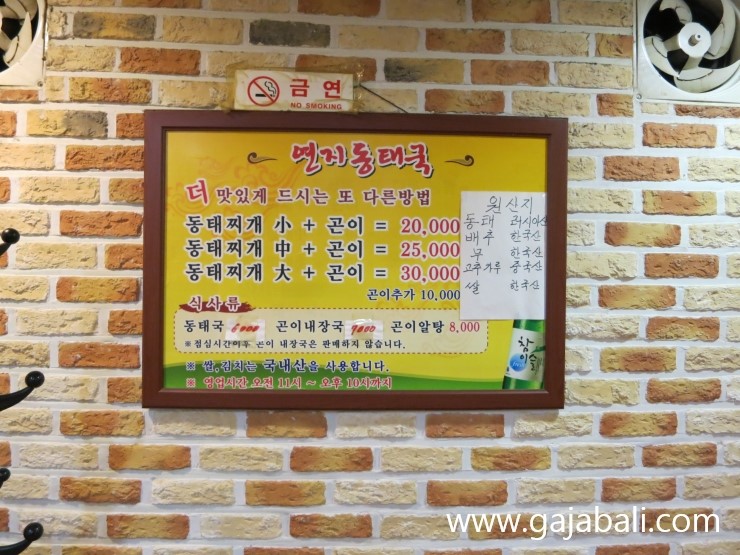 금연
NO SMOKING
연지동태국
더 맛있게 드시는 또 다른방법
동태찌개 小 + 곤이 = 20,000
동태찌개 中 + 곤이 = 25,000
동태찌개 大 + 곤이 = 30,000
곤이추가 10,000
식사류
동태국 6000 곤이내장국 9000 곤이알탕 8,000
※점심시간이후 곤이 내장국은 판매하지 않습니다.
※ 쌀,김치는 국내산을 사용합니다.
※ 영업시간 오전 11시 ~ 오후 10시까지
원산지
동태 러시아산
배추 한국산
무 한국산
고추가루 중국산
쌀 한국산
참이슬
www.gajabali.com